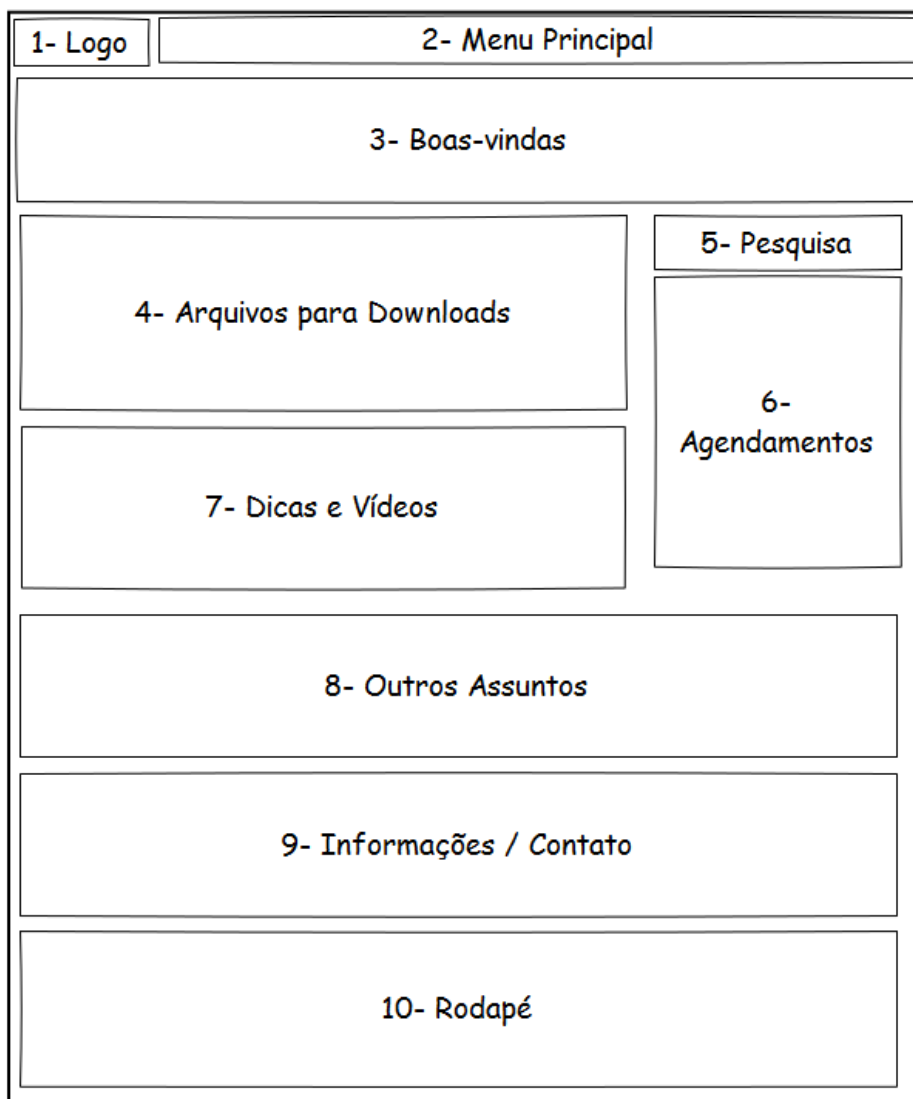 1- Logo
2- Menu Principal
3- Boas-vindas
4- Arquivos para Downloads
5- Pesquisa
6-
Agendamentos
7- Dicas e Vídeos
8- Outros Assuntos
9- Informações / Contato
10- Rodapé